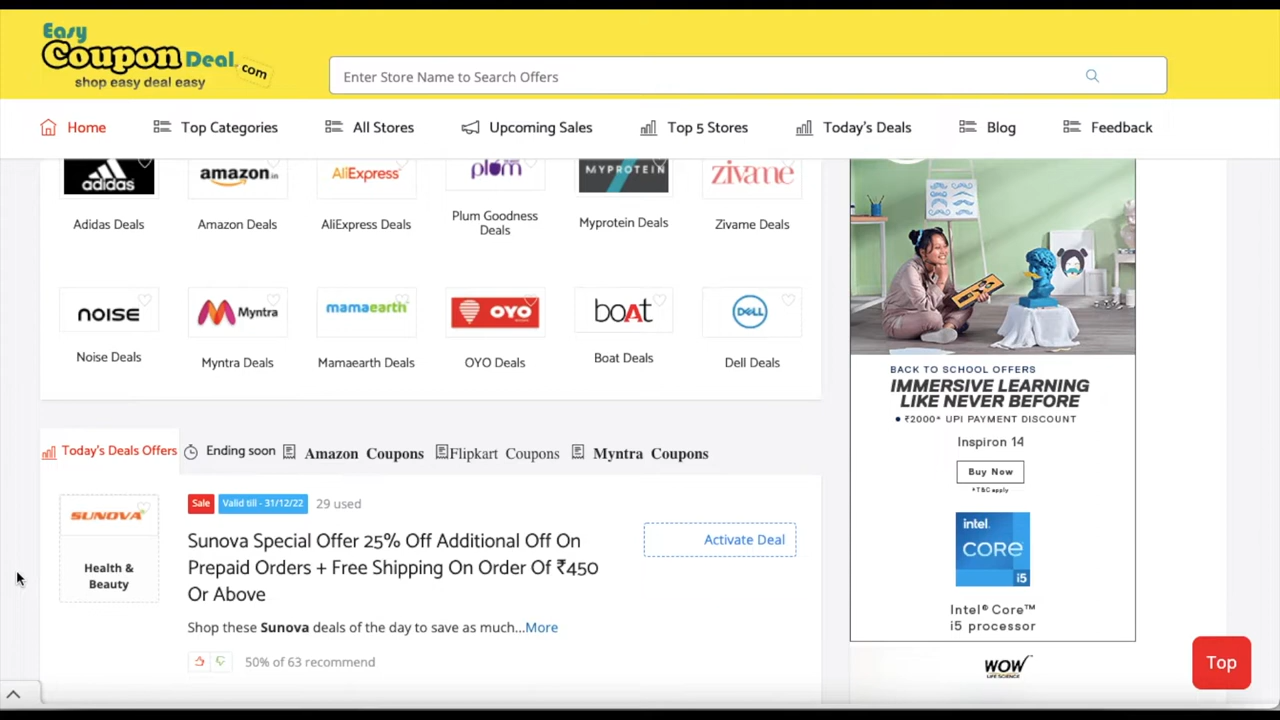 Easy
Coupon Deal.com
shop easy deal easy
Enter Store Name to Search Offers
Home
Top Categories
All Stores
Upcoming Sales
Top 5 Stores
Today's Deals
Blog
Feedback
adidas
amazon.in
AliExpress
plum
MYPROTEIN
zivame
Adidas Deals
Amazon Deals
AliExpress Deals
Plum Goodness
Deals
Myprotein Deals
Zivame Deals
NOISE
Myntra
mamaearth
OYO
boAt
DELL
Noise Deals
Myntra Deals
Mamaearth Deals
OYO Deals
Boat Deals
Dell Deals
Today's Deals Offers
Ending soon
Amazon Coupons
Flipkart Coupons
Myntra Coupons
SUNOVA
Health &
Beauty
Sale
Valid till - 31/12/22
29 used
Sunova Special Offer 25% Off Additional Off On
Prepaid Orders + Free Shipping On Order Of ₹450
Or Above
Shop these Sunova deals of the day to save as much...More
50% of 63 recommend
Activate Deal
BACK TO SCHOOL OFFERS
IMMERSIVE LEARNING
LIKE NEVER BEFORE
• ₹2000* UPI PAYMENT DISCOUNT
Inspiron 14
Buy Now
*T&C apply
intel.
CORE
i5
Intel® Core™
i5 processor
WOW
LIFE SCIENCE
Top